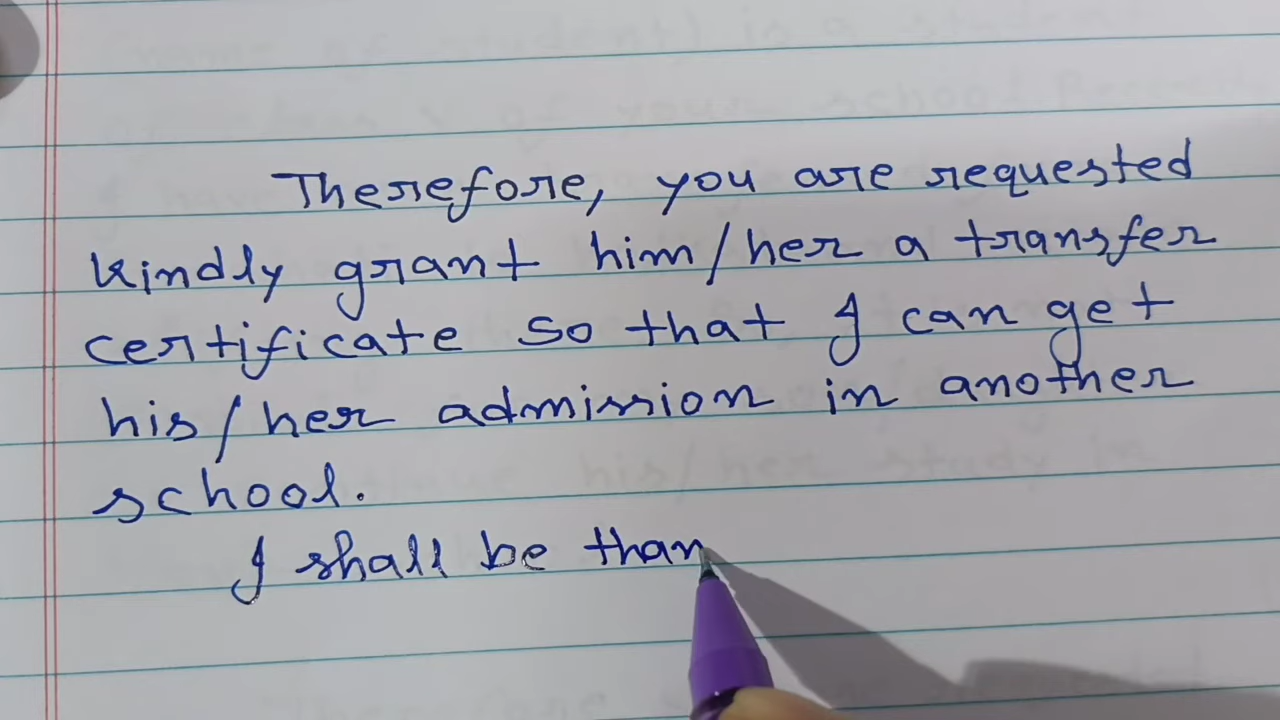 Therefore, you are requested
kindly grant him/her a transfer
certificate so that I can get
his/her admission in another
school.
I shall be than